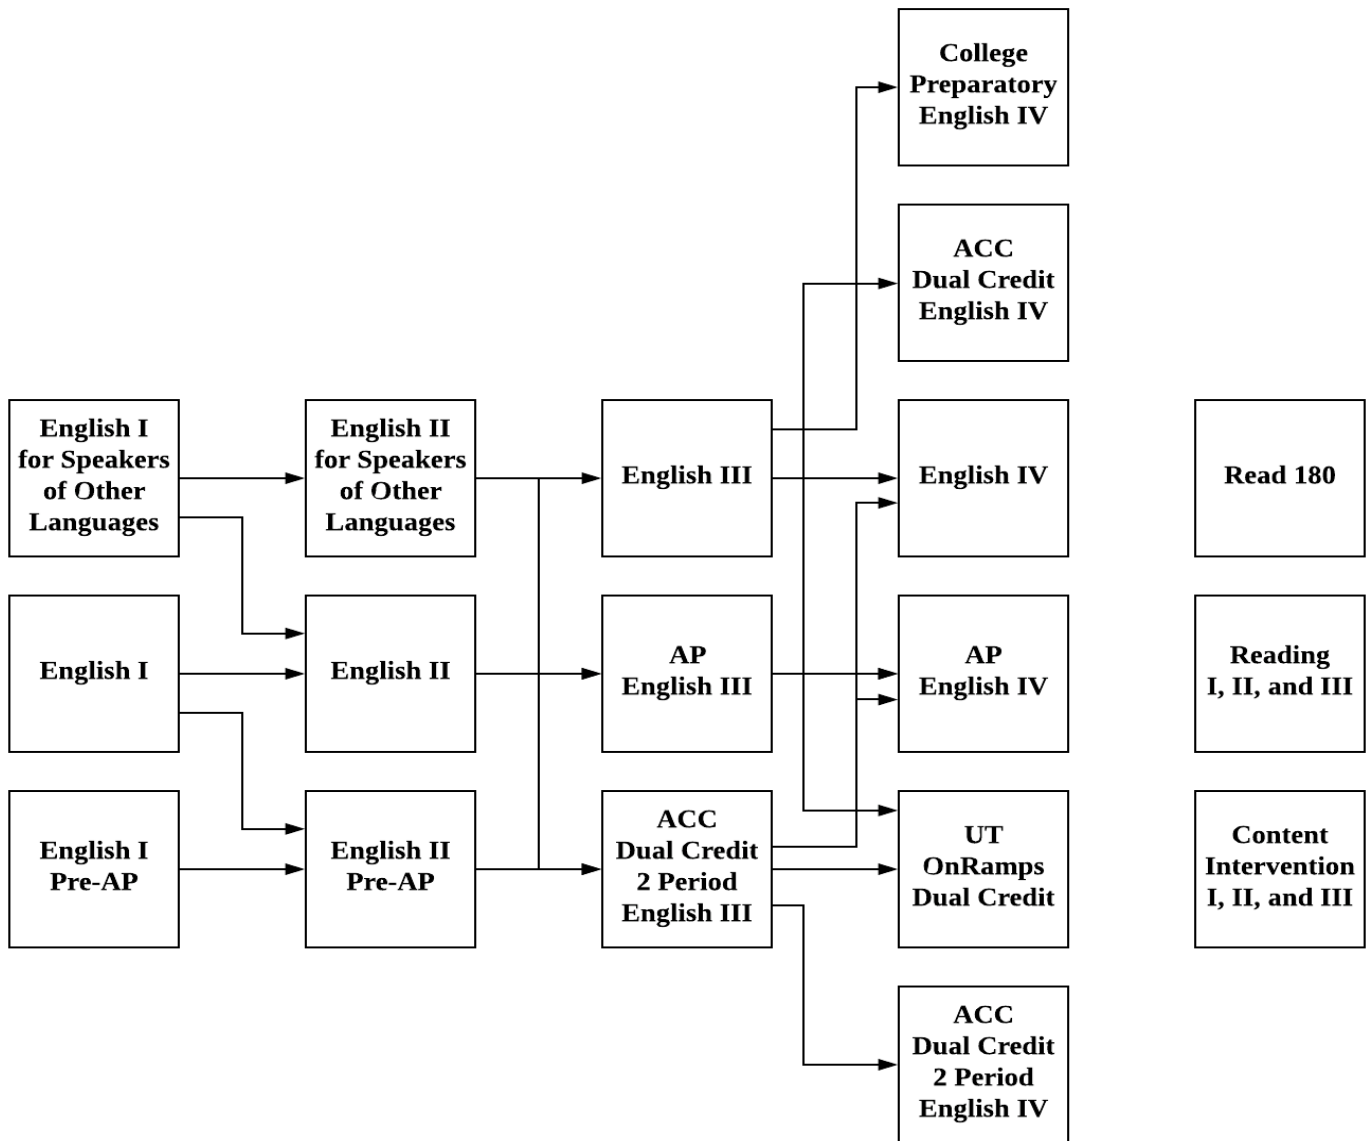 College
Preparatory
English IV
ACC
Dual Credit
English IV
English I
for Speakers
of Other
Languages
English II
for Speakers
of Other
Languages
English III
English IV
Read 180
English I
English II
AP
English III
AP
English IV
Reading
I, II, and III
English I
Pre-AP
English II
Pre-AP
ACC
Dual Credit
2 Period
English III
UT
OnRamps
Dual Credit
Content
Intervention
I, II, and III
ACC
Dual Credit
2 Period
English IV